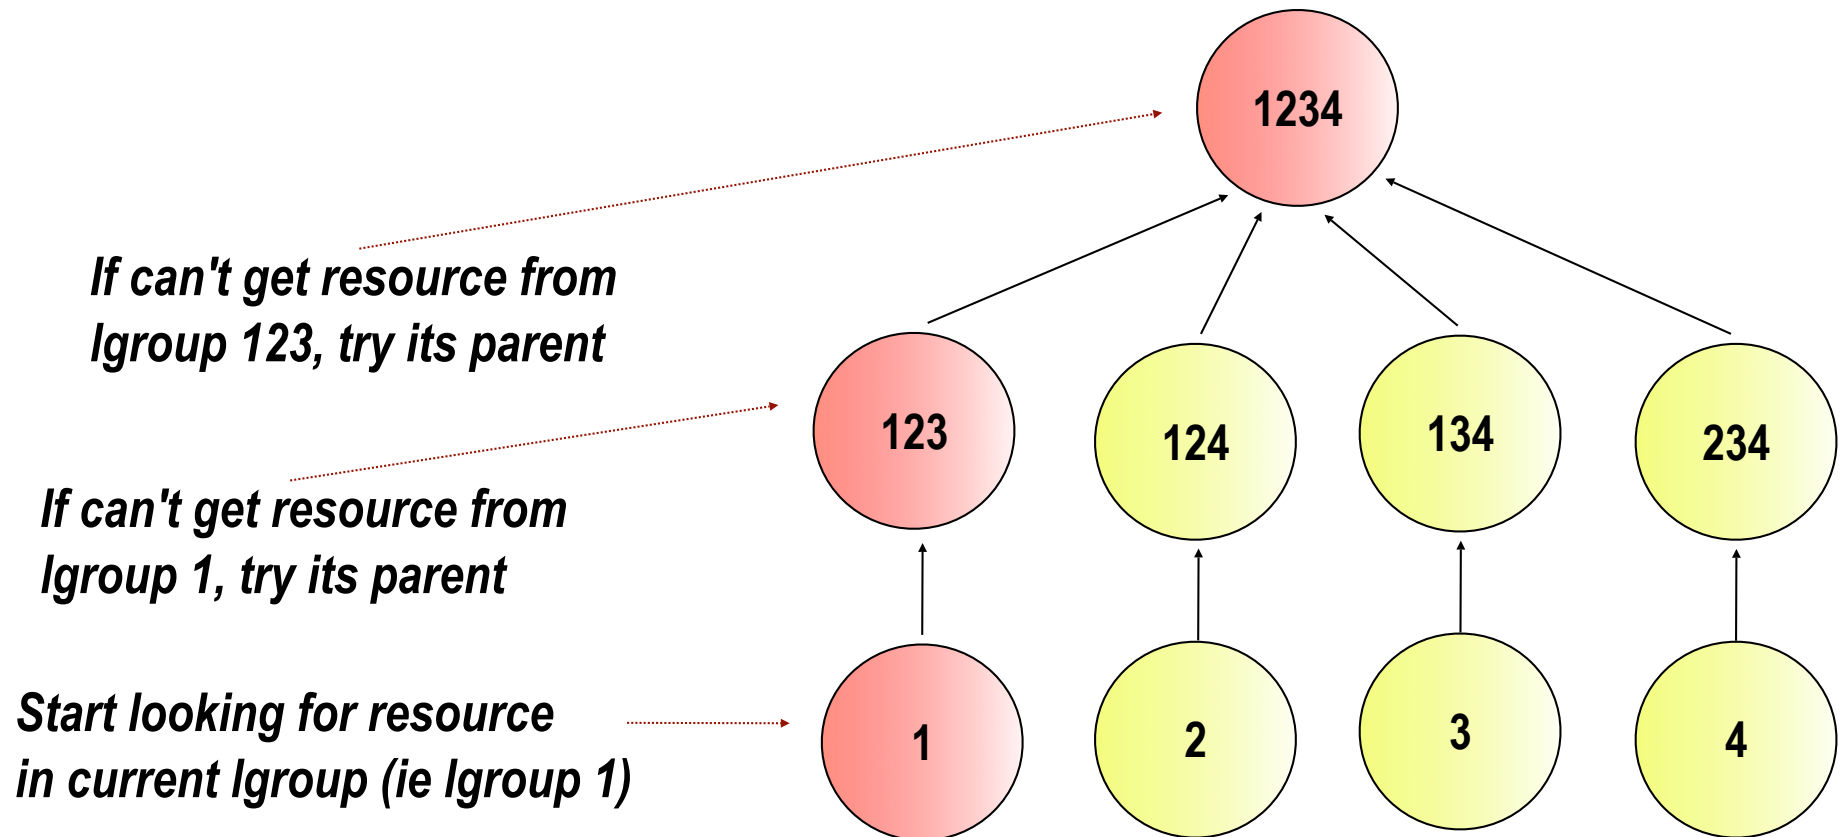 1234
If can't get resource from
lgroup 123, try its parent
123
124
134
234
If can't get resource from
lgroup 1, try its parent
Start looking for resource
in current lgroup (ie lgroup 1)
1
2
3
4